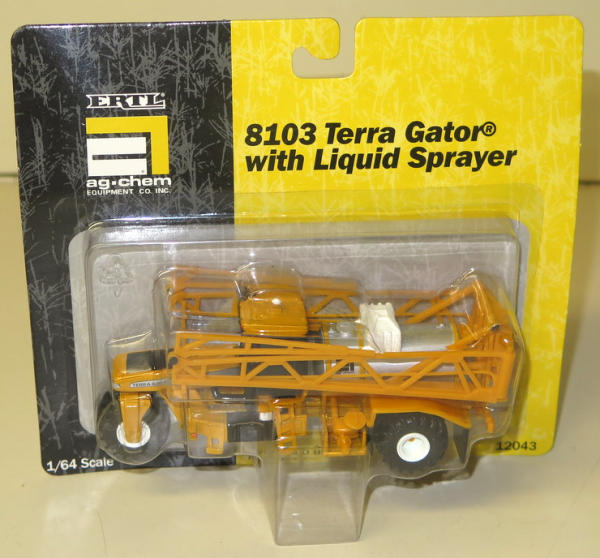 ERTL®
ag·chem
EQUIPMENT CO. INC.
8103 Terra Gator®
with Liquid Sprayer
1/64 Scale
12043